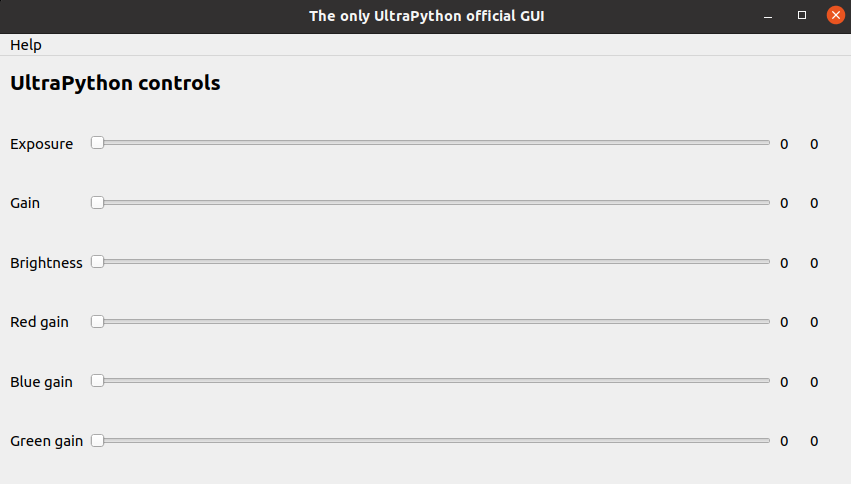 The only UltraPython official GUI
Help
UltraPython controls
Exposure 0 0
Gain 0 0
Brightness 0 0
Red gain 0 0
Blue gain 0 0
Green gain 0 0